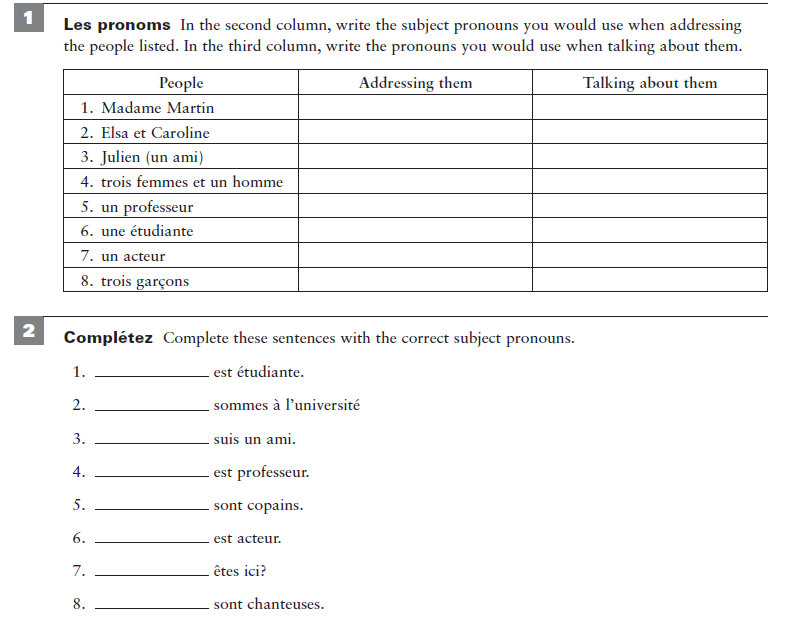 1
Les pronoms In the second column, write the subject pronouns you would use when addressing
the people listed. In the third column, write the pronouns you would use when talking about them.
People Addressing them Talking about them
1. Madame Martin
2. Elsa et Caroline
3. Julien (un ami)
4. trois femmes et un homme
5. un professeur
6. une étudiante
7. un acteur
8. trois garçons
2
Complétez Complete these sentences with the correct subject pronouns.
1. ____________ est étudiante.
2. ____________ sommes à l'université
3. ____________ suis un ami.
4. ____________ est professeur.
5. ____________ sont copains.
6. ____________ est acteur.
7. ____________ êtes ici?
8. ____________ sont chanteuses.